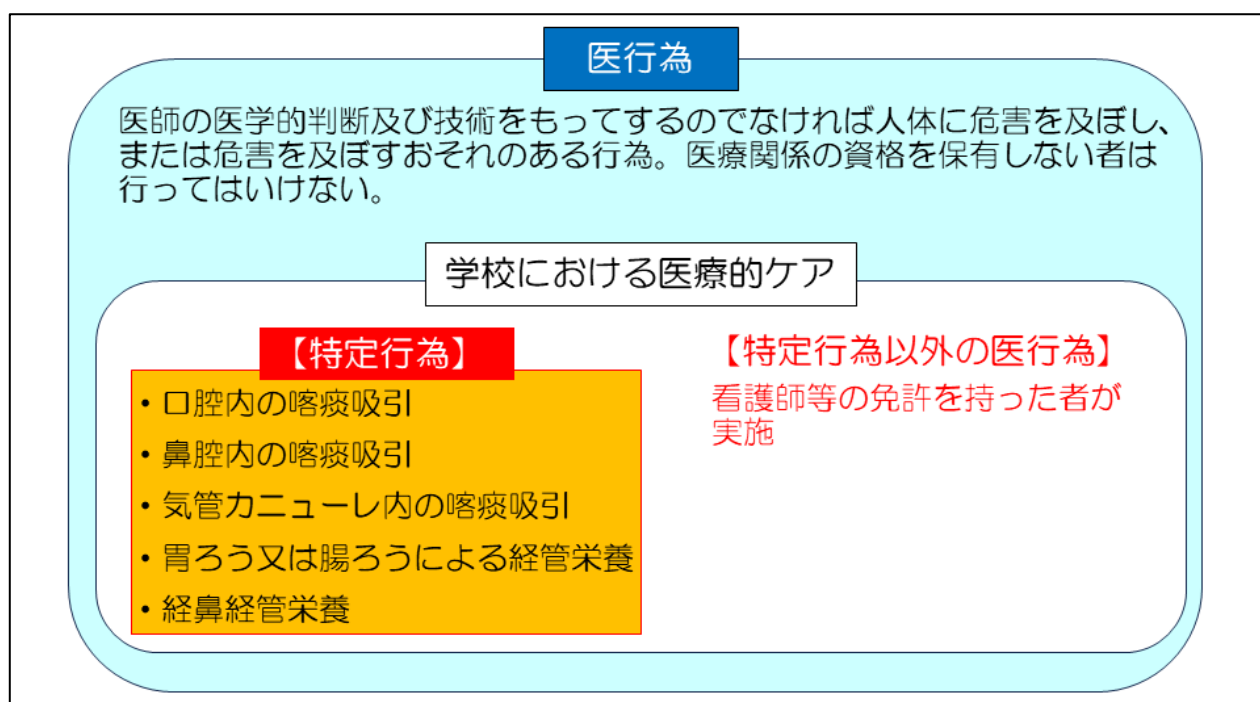 医行為
医師の医学的判断及び技術をもってするのでなければ人体に危害を及ぼし、
または危害を及ぼすおそれのある行為。医療関係の資格を保有しない者は
行ってはいけない。
学校における医療的ケア
【特定行為】
・口腔内の喀痰吸引
・鼻腔内の喀痰吸引
・気管カニューレ内の喀痰吸引
・胃ろう又は腸ろうによる経管栄養
・経鼻経管栄養
【特定行為以外の医行為】
看護師等の免許を持った者が
実施